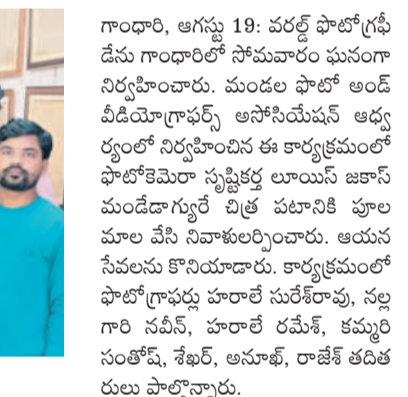 గాంధారి, ఆగస్టు 19: వరల్డ్ ఫొటోగ్రఫీ
డేను గాంధారిలో సోమవారం ఘనంగా
నిర్వహించారు. మండల ఫొటో అండ్
వీడియోగ్రాఫర్స్ అసోసియేషన్ ఆధ్వ
ర్యంలో నిర్వహించిన ఈ కార్యక్రమంలో
ఫొటోకెమెరా సృష్టికర్త లూయిస్ జకాస్
మండేడాగ్యురే చిత్ర పటానికి పూల
మాల వేసి నివాళులర్పించారు. ఆయన
సేవలను కొనియాడారు. కార్యక్రమంలో
ఫొటోగ్రాఫర్లు హరాలే సురేశ్‌రావు, నల్ల
గారి నవీన్, హరాలే రమేశ్, కమ్మరి
సంతోష్, శేఖర్, అనూఖ్, రాజేశ్ తదిత
రులు పాల్గొన్నారు.